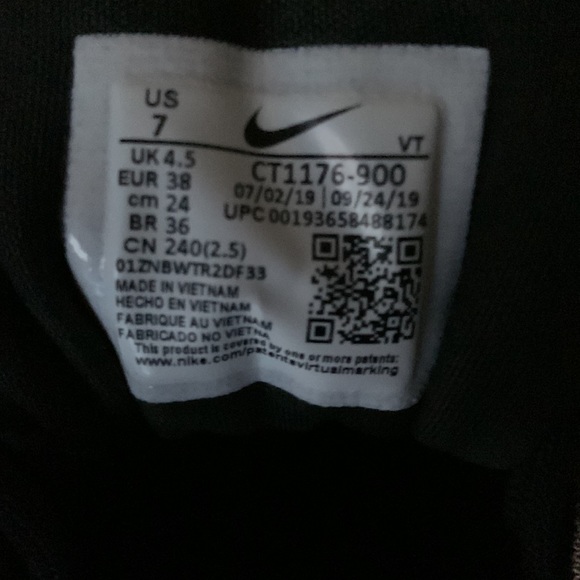 US
7
VT
UK 4.5
EUR 38
cm 24
BR 36
CN 240(2.5)
CT1176-900
07/02/19 | 09/24/19
UPC 00193658488174
01ZNBWTR2DF33
MADE IN VIETNAM
HECHO EN VIETNAM
FABRIQUE AU VIETNAM
FABRICADO NO VIETNA
This product is covered by one or more patents:
www.nike.com/patentsvirtualmarking